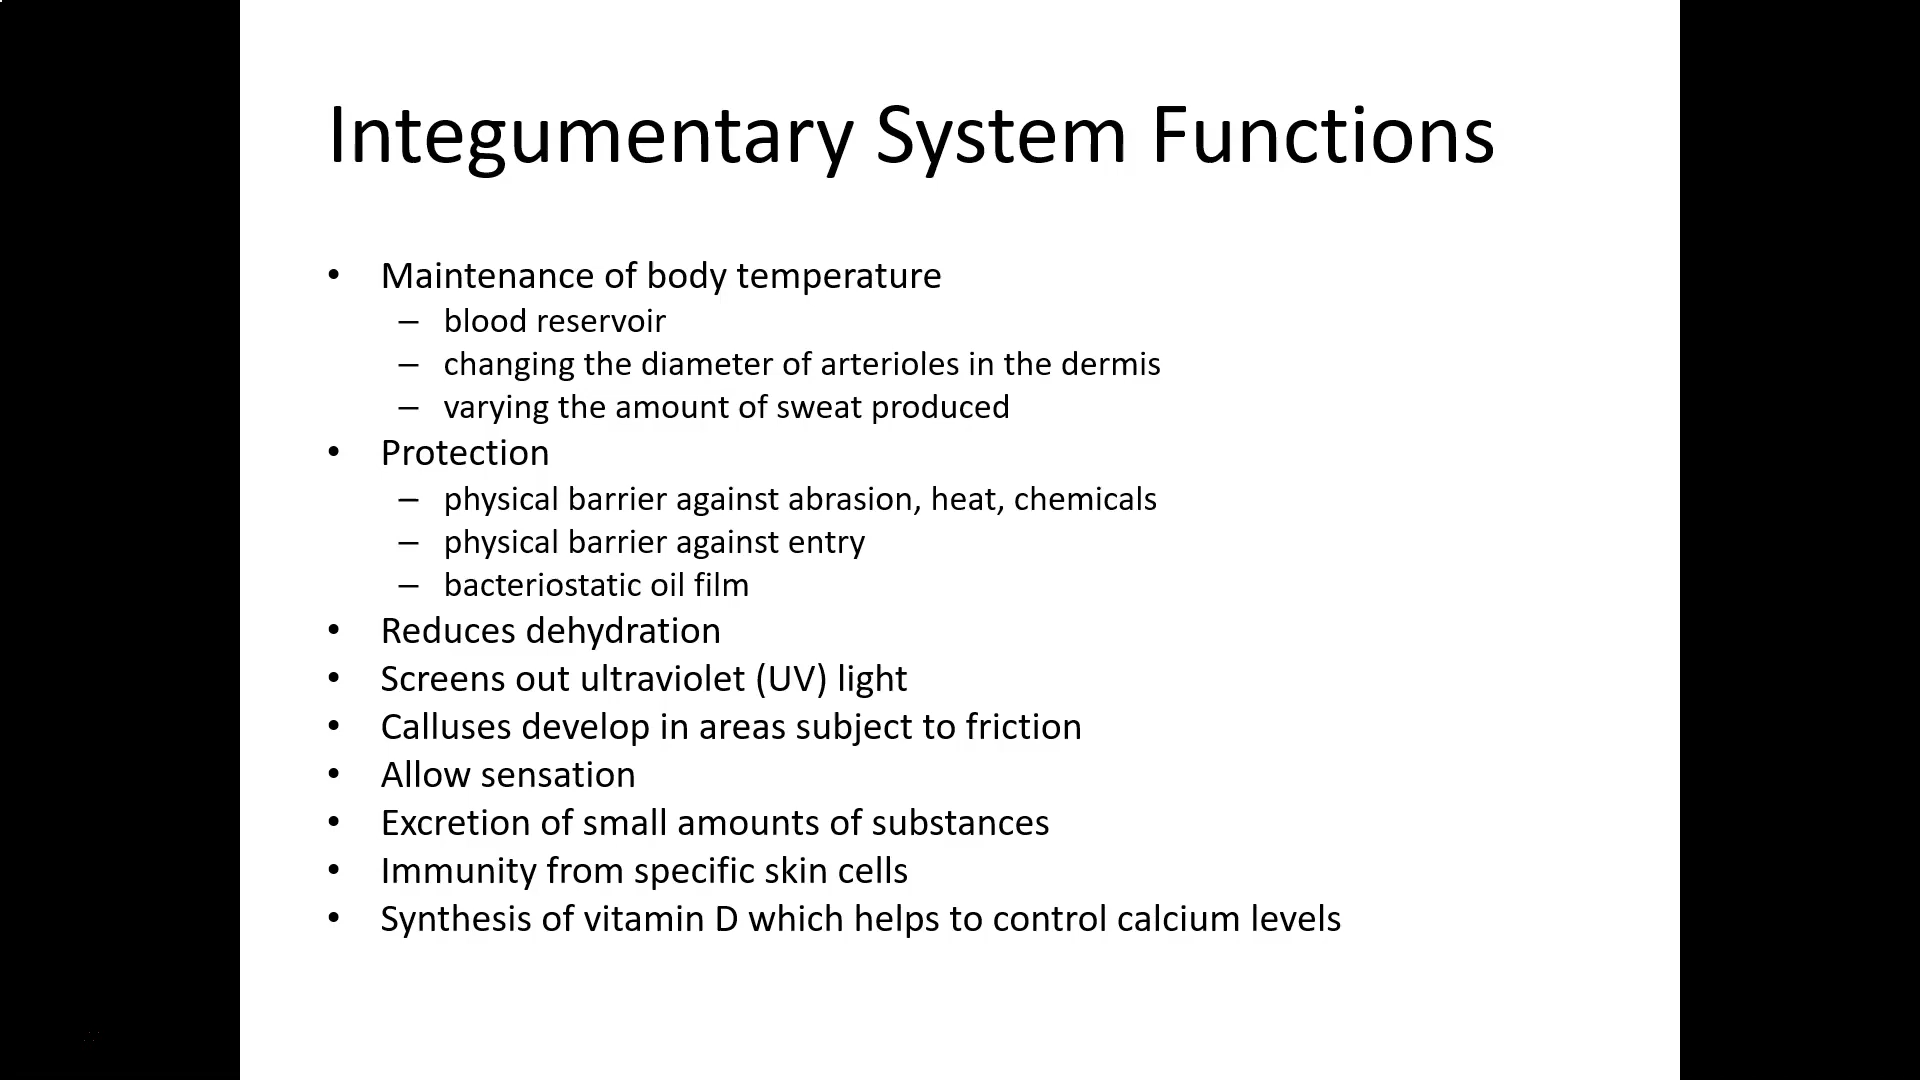 Integumentary System Functions
• Maintenance of body temperature
– blood reservoir
– changing the diameter of arterioles in the dermis
– varying the amount of sweat produced
• Protection
– physical barrier against abrasion, heat, chemicals
– physical barrier against entry
– bacteriostatic oil film
• Reduces dehydration
• Screens out ultraviolet (UV) light
• Calluses develop in areas subject to friction
• Allow sensation
• Excretion of small amounts of substances
• Immunity from specific skin cells
• Synthesis of vitamin D which helps to control calcium levels